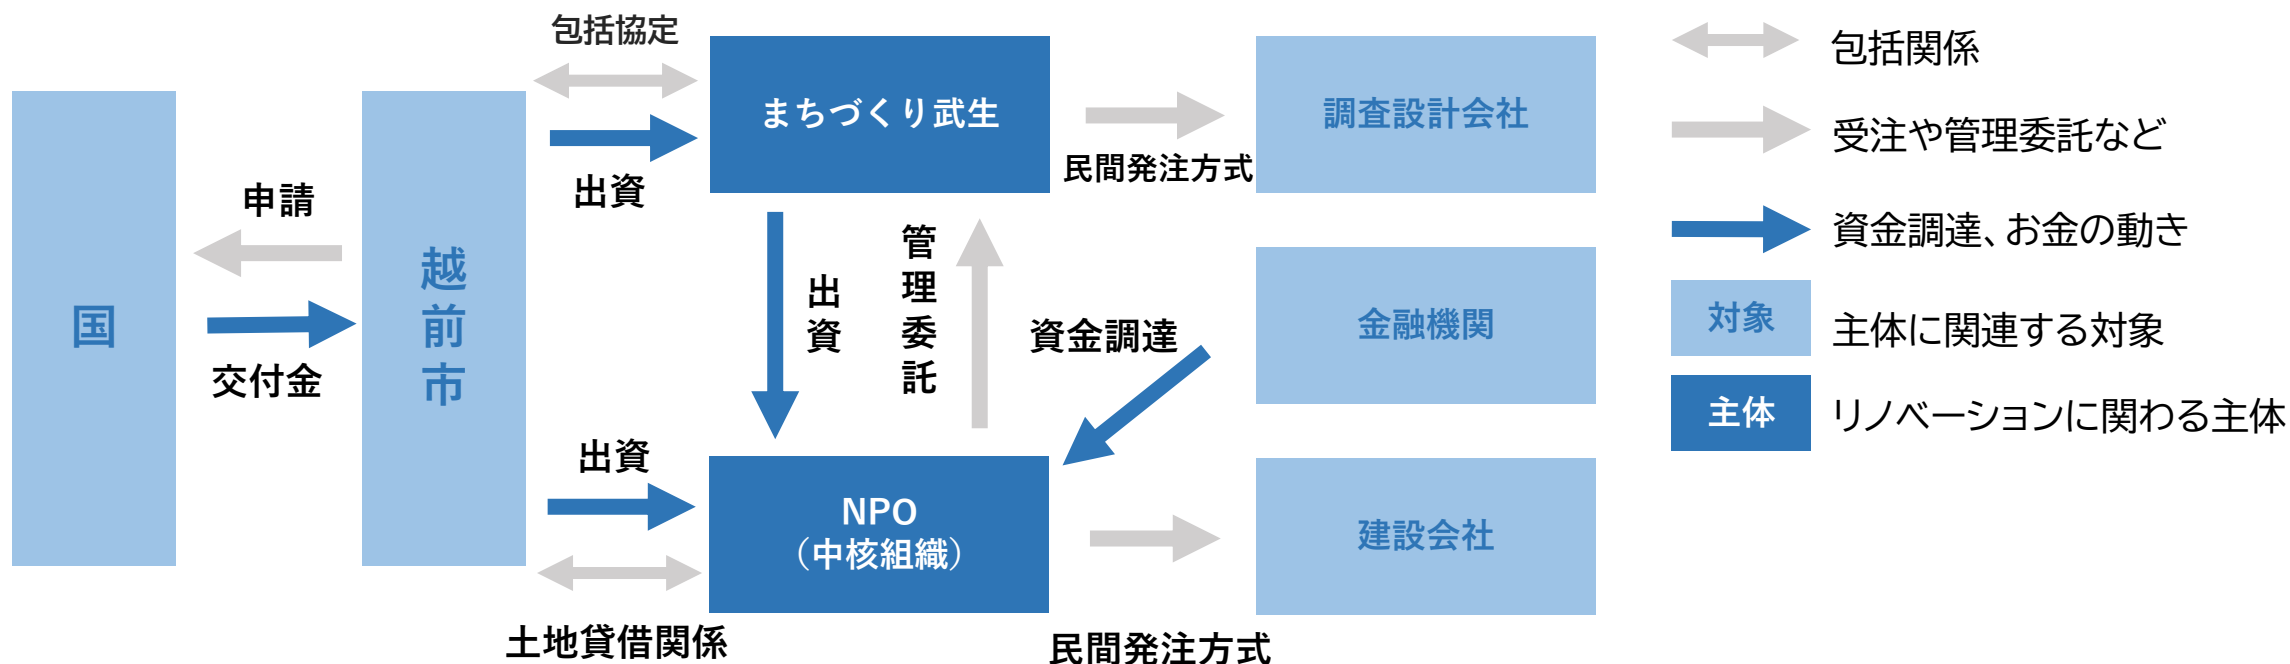 包括協定
まちづくり武生
出資
民間発注方式
調査設計会社
国
申請
交付金
越前市
出資
管理委託
資金調達
金融機関
出資
NPO
（中核組織）
土地貸借関係
民間発注方式
建設会社
包括関係
受注や管理委託など
資金調達、お金の動き
対象
主体に関連する対象
主体
リノベーションに関わる主体